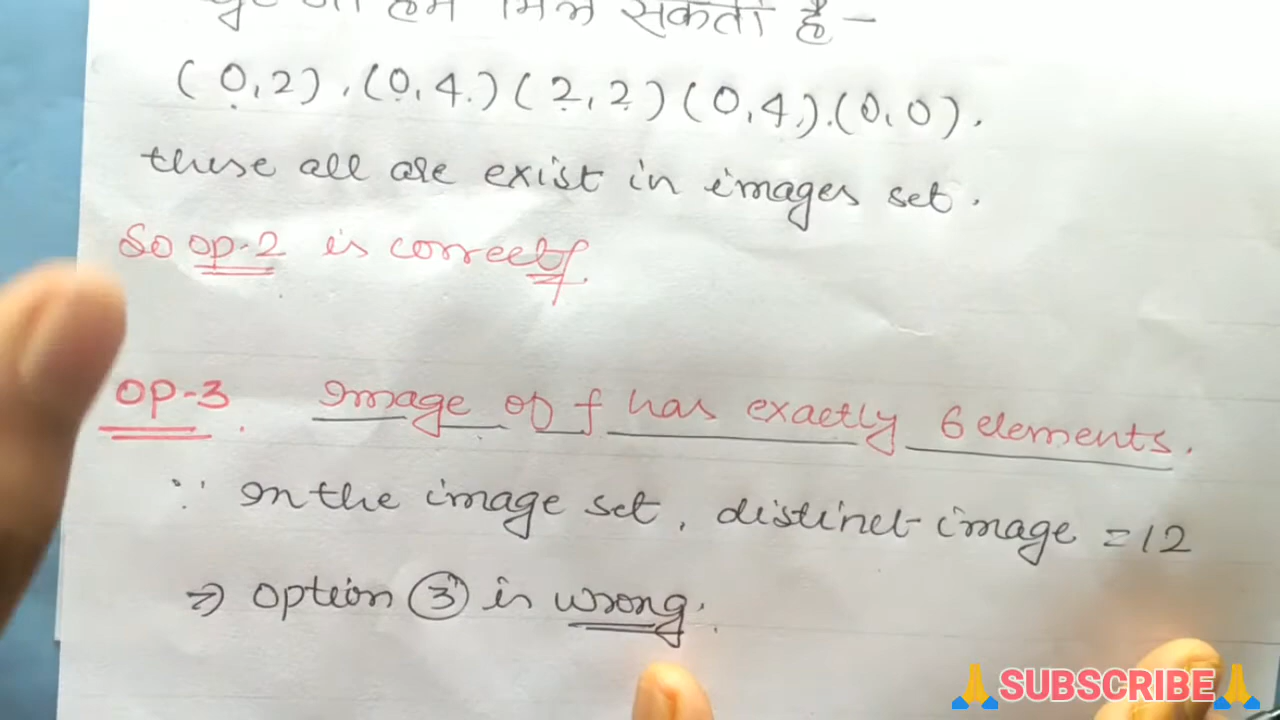 जो हमें मिल सकती है -
(0,2), (0,4) (2,2) (0,4), (0,0).
these all are exist in images set.
So op-2 is correct
OP-3. Image of f has exactly 6 elements.
∵ In the image set, distinct image = 12
⇒ option ③ is wrong.
🙏SUBSCRIBE🙏